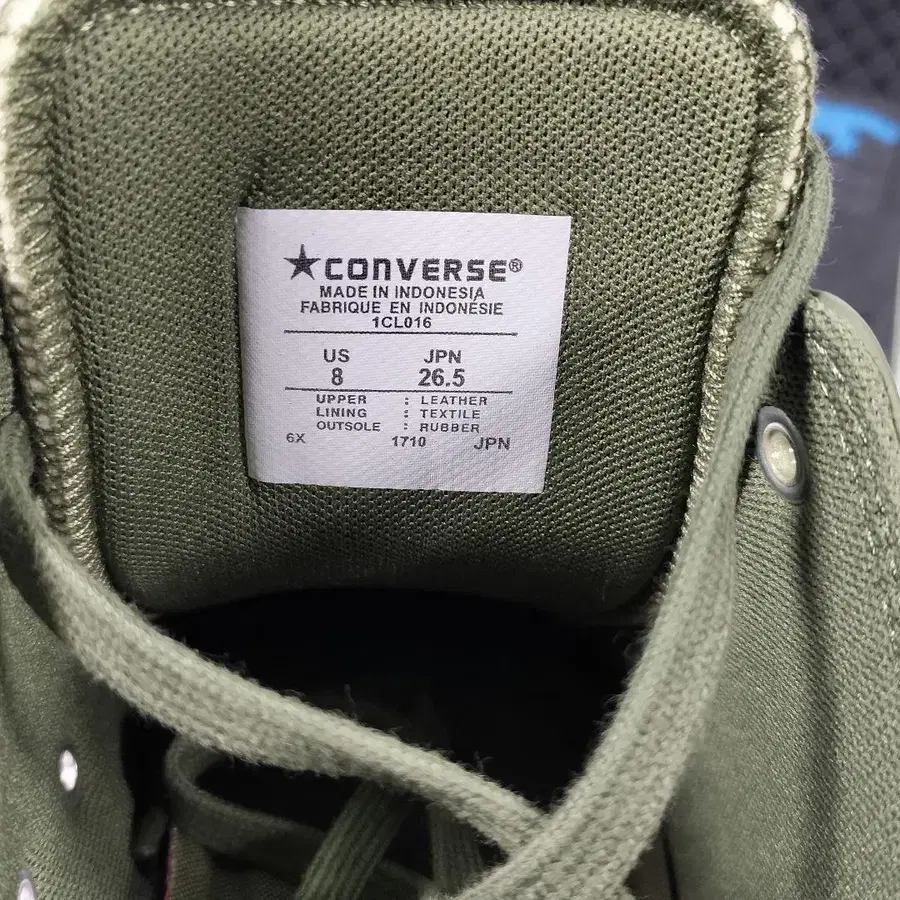 ★CONVERSE®
MADE IN INDONESIA
FABRIQUE EN INDONESIE
1CL016
US JPN
8 26.5
UPPER : LEATHER
LINING : TEXTILE
OUTSOLE : RUBBER
6X 1710 JPN